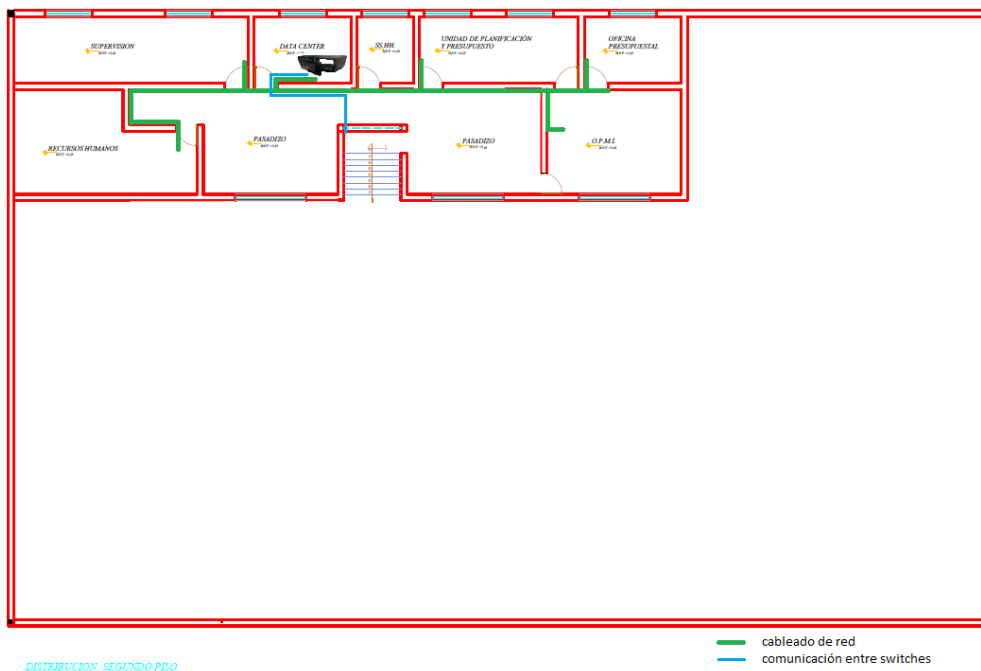 SUPERVISION
DATA CENTER
SS.HH.
UNIDAD DE PLANIFICACIÓN
Y PRESUPUESTO
OFICINA
PRESUPUESTAL
RECURSOS HUMANOS
PASADIZO
PASADIZO
O.P.M.I.
cableado de red
comunicación entre switches
DISTRIBUCION: SEGUNDO PISO